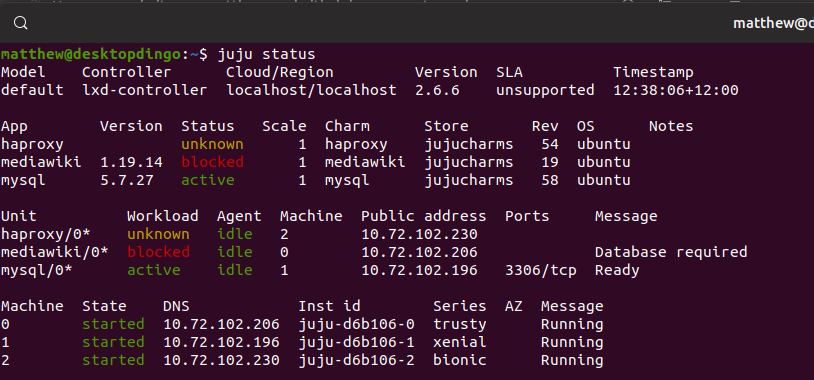 matthew@d
matthew@desktopdingo:~$ juju status
Model    Controller      Cloud/Region         Version  SLA          Timestamp
default  lxd-controller  localhost/localhost  2.6.6    unsupported  12:38:06+12:00
App        Version  Status   Scale  Charm      Store       Rev  OS      Notes
haproxy             unknown      1  haproxy    jujucharms   54  ubuntu
mediawiki  1.19.14  blocked      1  mediawiki  jujucharms   19  ubuntu
mysql      5.7.27   active       1  mysql      jujucharms   58  ubuntu
Unit          Workload  Agent  Machine  Public address  Ports     Message
haproxy/0*    unknown   idle   2        10.72.102.230
mediawiki/0*  blocked   idle   0        10.72.102.206             Database required
mysql/0*      active    idle   1        10.72.102.196   3306/tcp  Ready
Machine  State    DNS            Inst id        Series  AZ  Message
0        started  10.72.102.206  juju-d6b106-0  trusty      Running
1        started  10.72.102.196  juju-d6b106-1  xenial      Running
2        started  10.72.102.230  juju-d6b106-2  bionic      Running